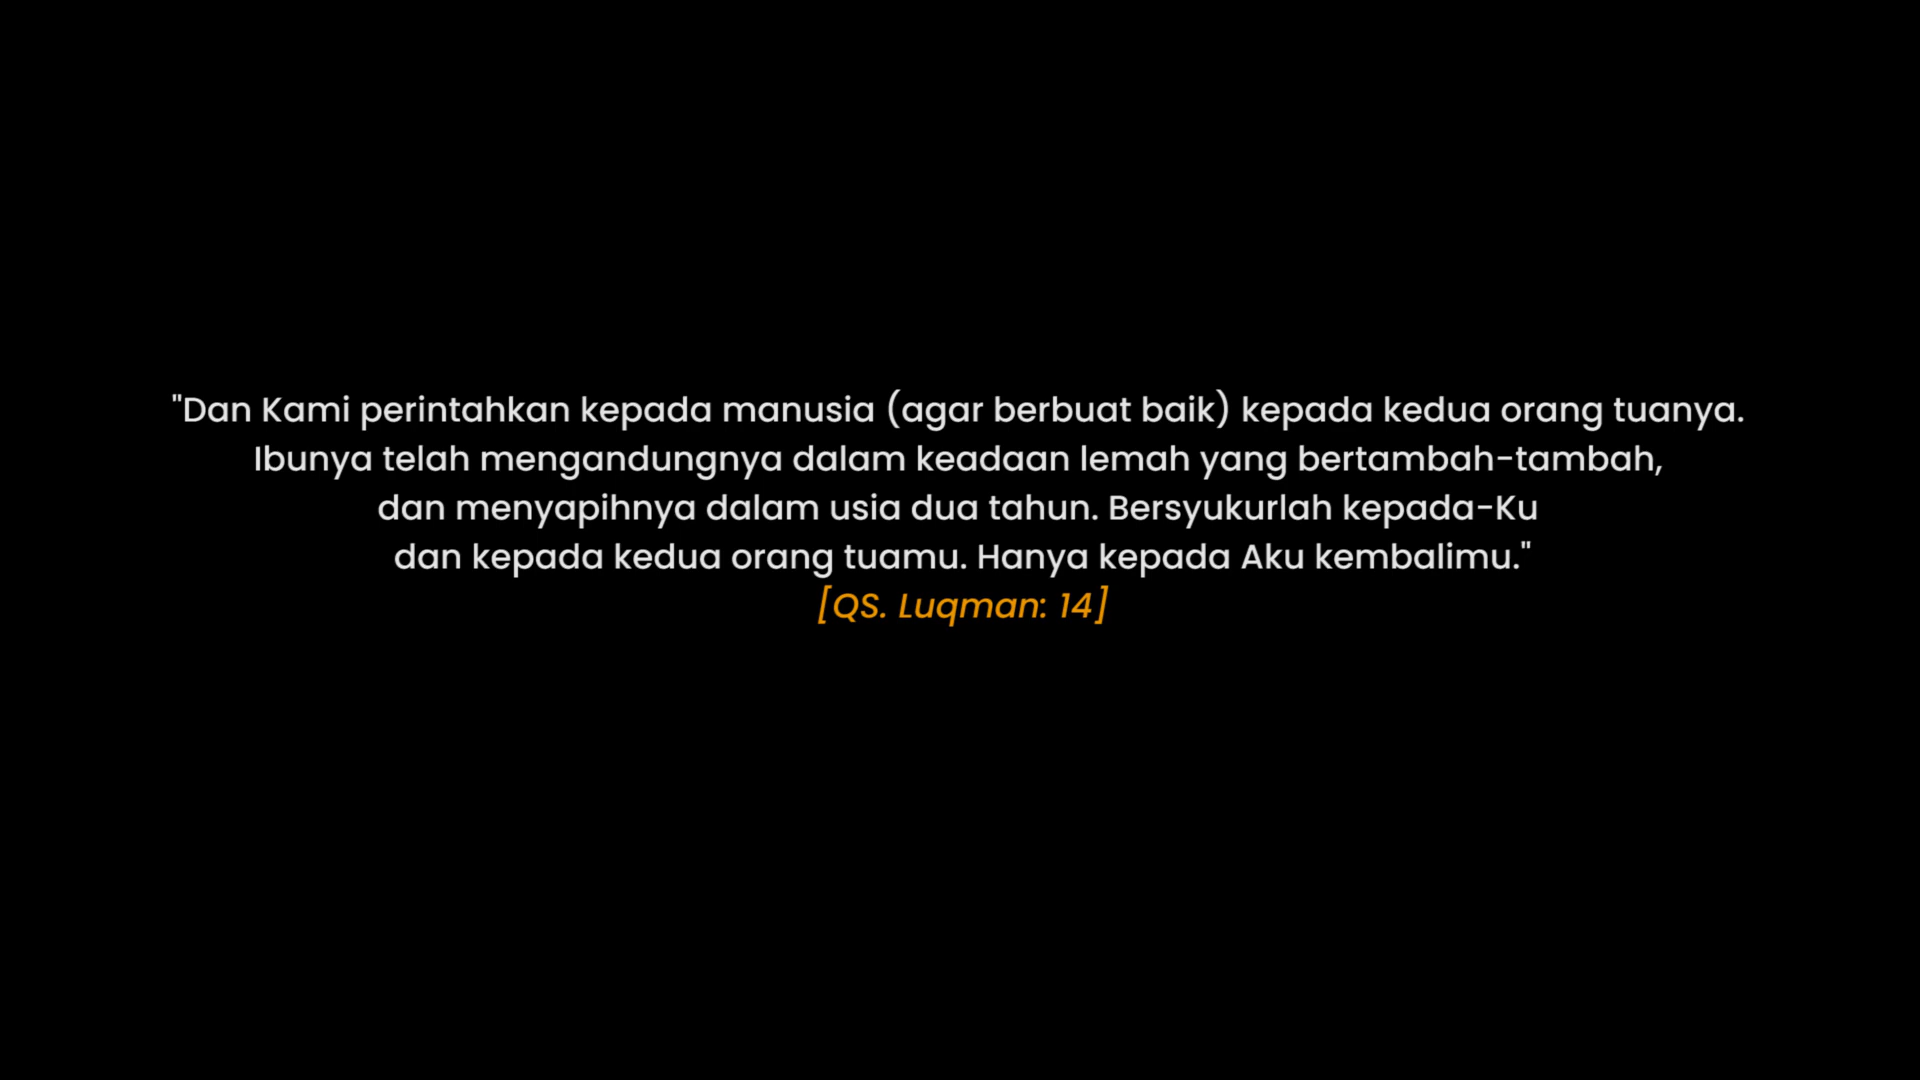 "Dan Kami perintahkan kepada manusia (agar berbuat baik) kepada kedua orang tuanya.
Ibunya telah mengandungnya dalam keadaan lemah yang bertambah-tambah,
dan menyapihnya dalam usia dua tahun. Bersyukurlah kepada-Ku
dan kepada kedua orang tuamu. Hanya kepada Aku kembalimu."
[QS. Luqman: 14]